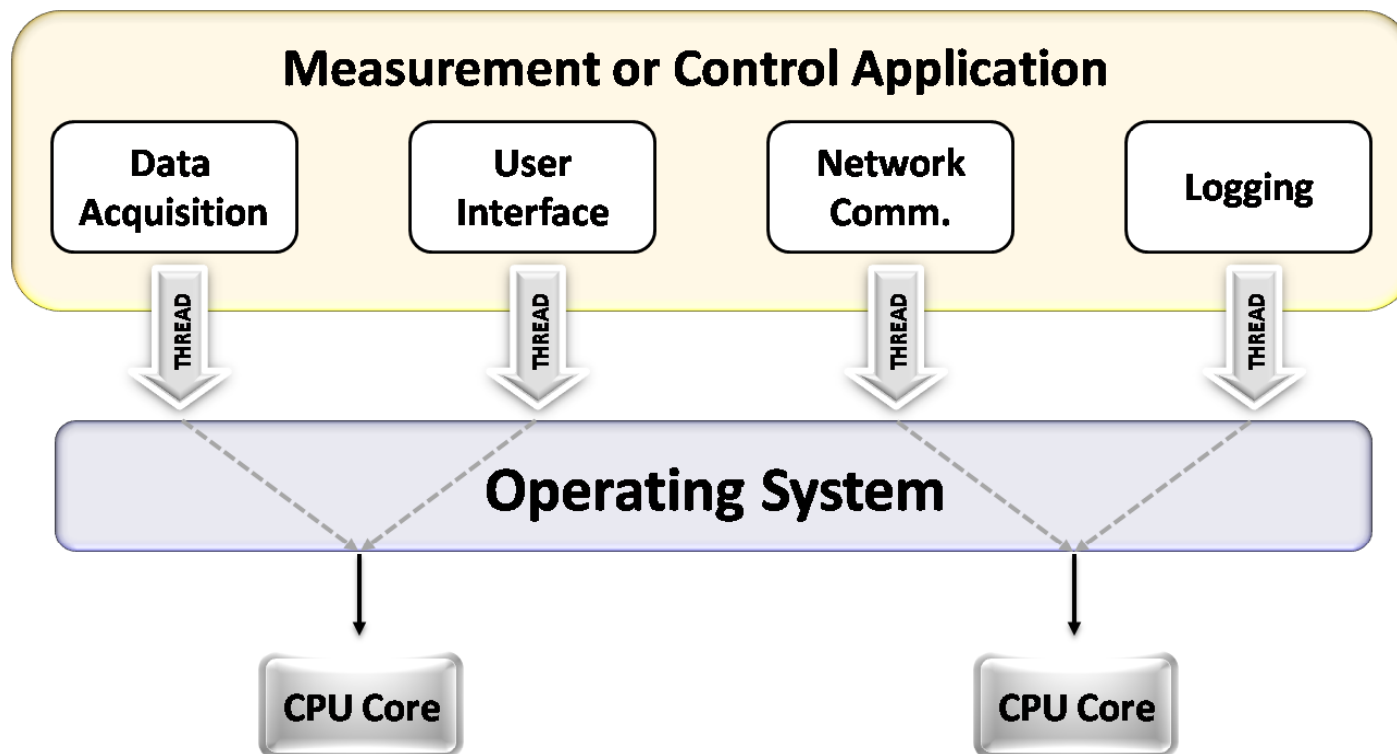 Measurement or Control Application
Data
Acquisition
User
Interface
Network
Comm.
Logging
THREAD
THREAD
THREAD
THREAD
Operating System
CPU Core
CPU Core